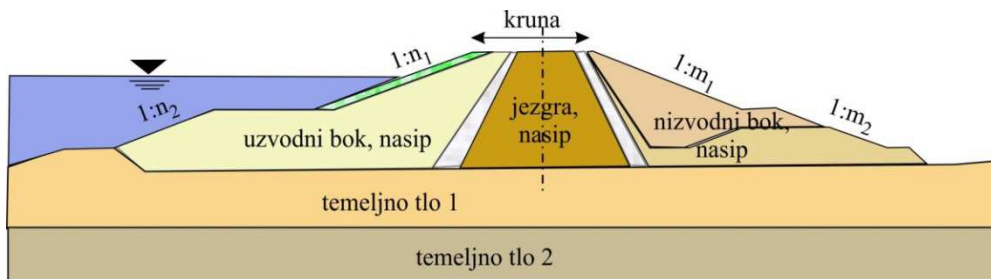 kruna
1:n1
1:m1
1:n2
jezgra,
nasip
1:m2
uzvodni bok, nasip
nizvodni bok,
nasip
temeljno tlo 1
temeljno tlo 2